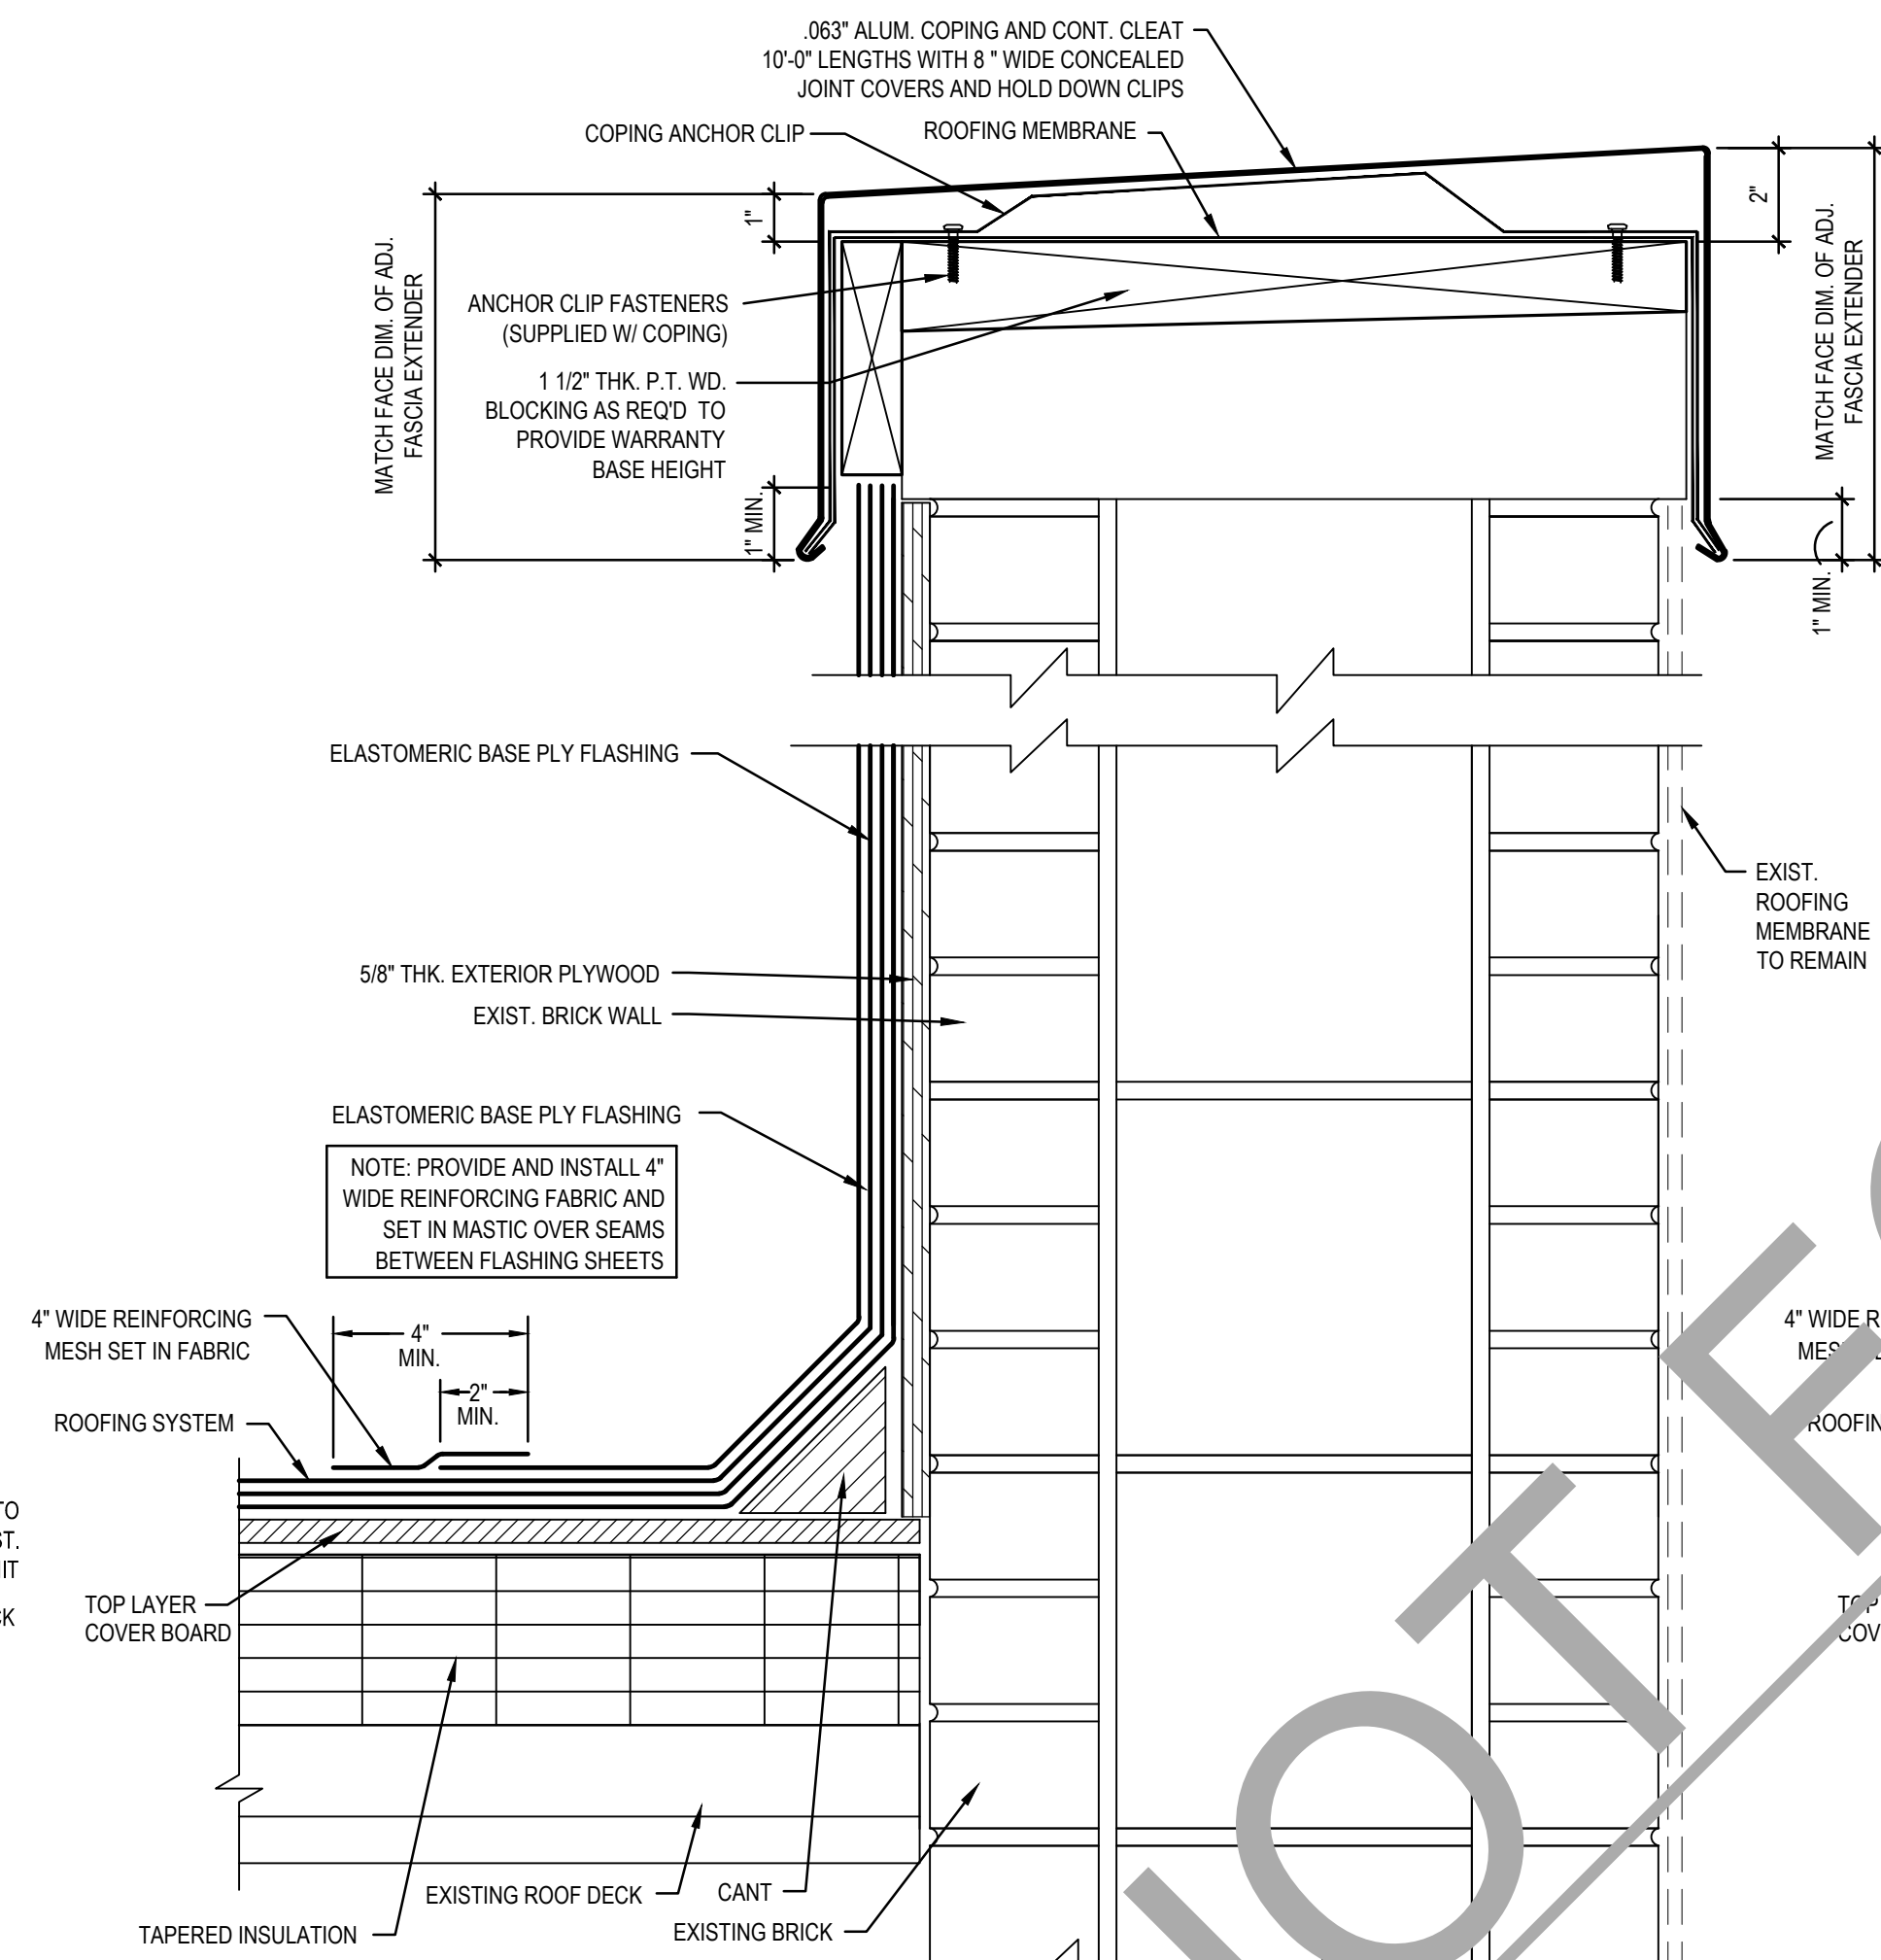 .063" ALUM. COPING AND CONT. CLEAT
10'-0" LENGTHS WITH 8 " WIDE CONCEALED
JOINT COVERS AND HOLD DOWN CLIPS
COPING ANCHOR CLIP
ROOFING MEMBRANE
1"
2"
MATCH FACE DIM. OF ADJ.
FASCIA EXTENDER
MATCH FACE DIM. OF ADJ.
FASCIA EXTENDER
ANCHOR CLIP FASTENERS
(SUPPLIED W/ COPING)
1 1/2" THK. P.T. WD.
BLOCKING AS REQ'D TO
PROVIDE WARRANTY
BASE HEIGHT
1" MIN.
1" MIN.
ELASTOMERIC BASE PLY FLASHING
EXIST.
ROOFING
MEMBRANE
TO REMAIN
5/8" THK. EXTERIOR PLYWOOD
EXIST. BRICK WALL
ELASTOMERIC BASE PLY FLASHING
NOTE: PROVIDE AND INSTALL 4"
WIDE REINFORCING FABRIC AND
SET IN MASTIC OVER SEAMS
BETWEEN FLASHING SHEETS
4" WIDE REINFORCING
MESH SET IN FABRIC
4"
MIN.
2"
MIN.
ROOFING SYSTEM
4" WIDE
TO
TOP LAYER
COVER BOARD
EXISTING ROOF DECK
CANT
TAPERED INSULATION
EXISTING BRICK